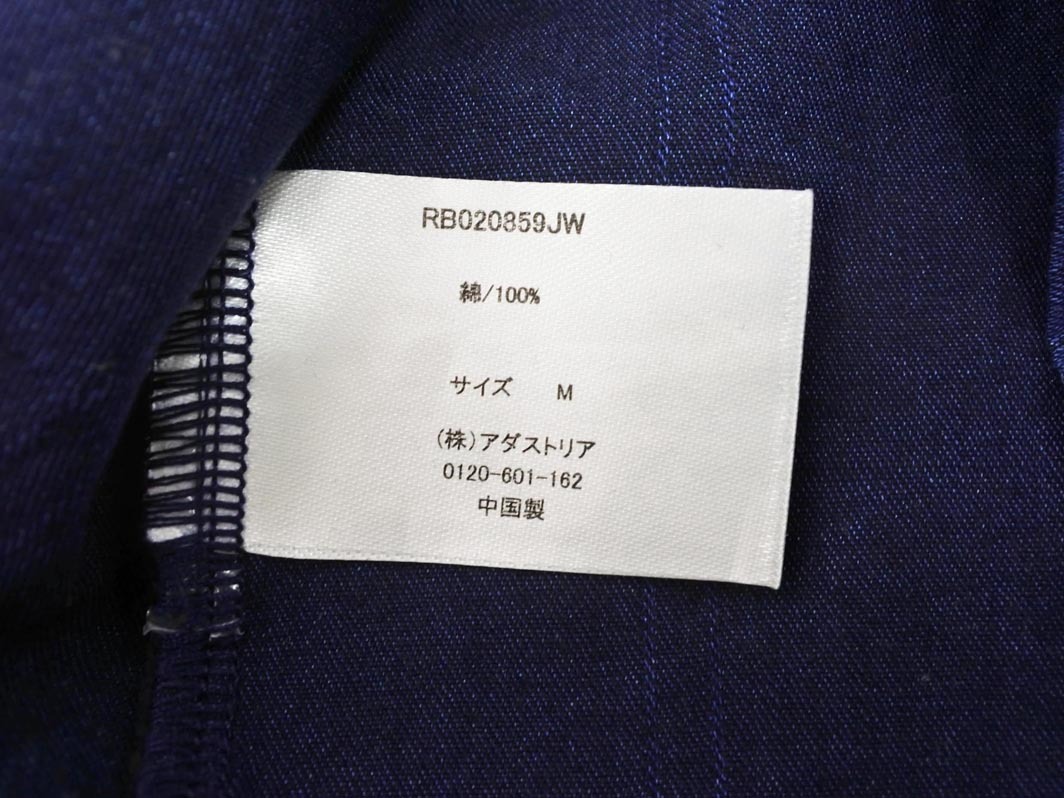 RB020859JW
綿/100%
サイズ　M
(株)アダストリア
0120-601-162
中国製